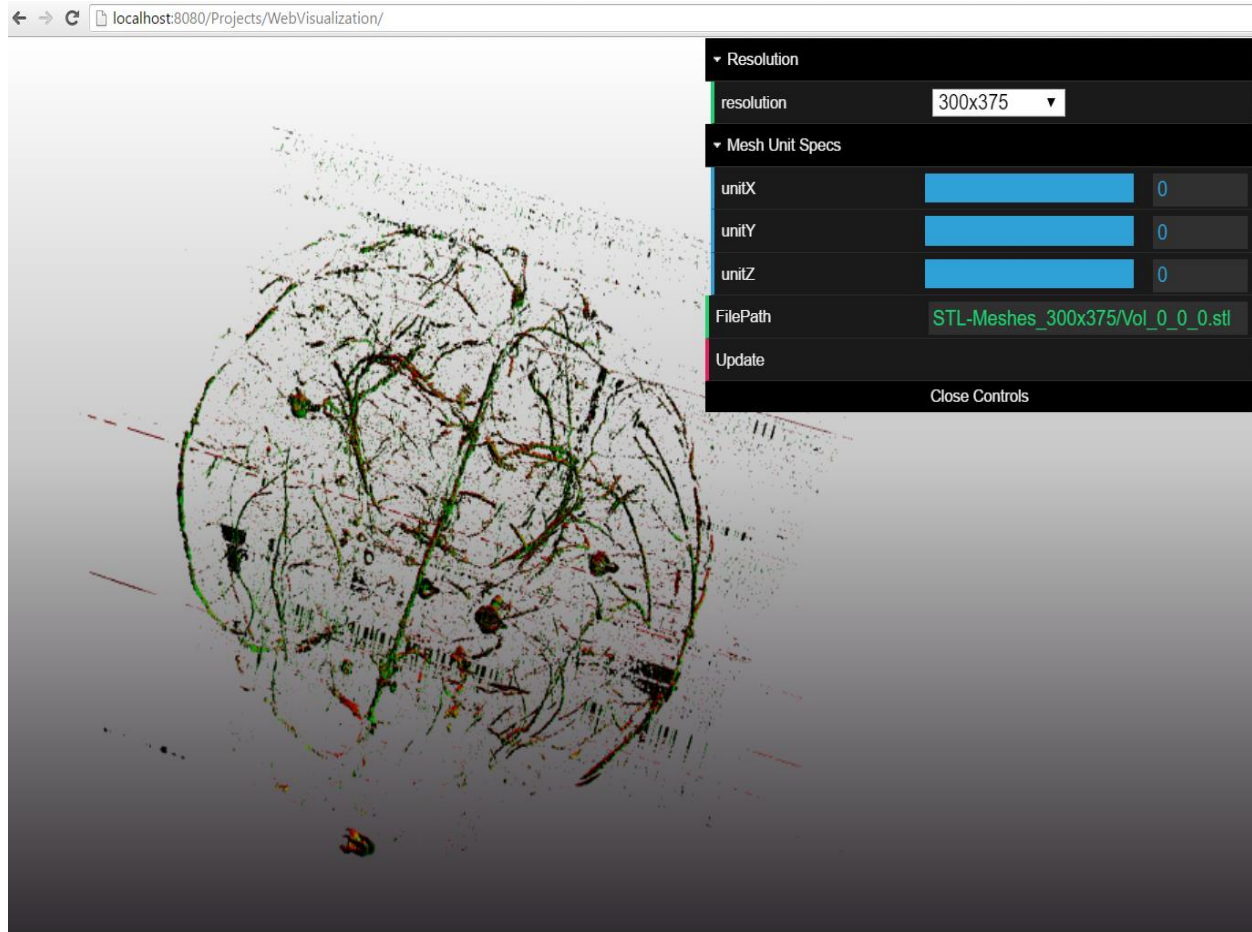 localhost:8080/Projects/WebVisualization/
Resolution
resolution 300x375
Mesh Unit Specs
unitX 0
unitY 0
unitZ 0
FilePath STL-Meshes_300x375/Vol_0_0_0.stl
Update
Close Controls